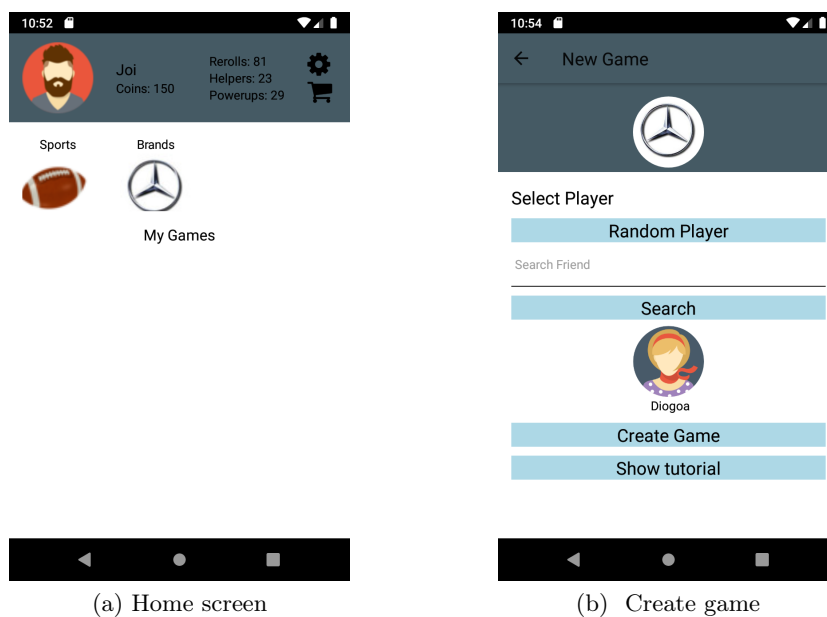 10:52
Joi
Coins: 150
Rerolls: 81
Helpers: 23
Powerups: 29
Sports
Brands
My Games
(a) Home screen
10:54
New Game
Select Player
Random Player
Search Friend
Search
Diogoa
Create Game
Show tutorial
(b) Create game